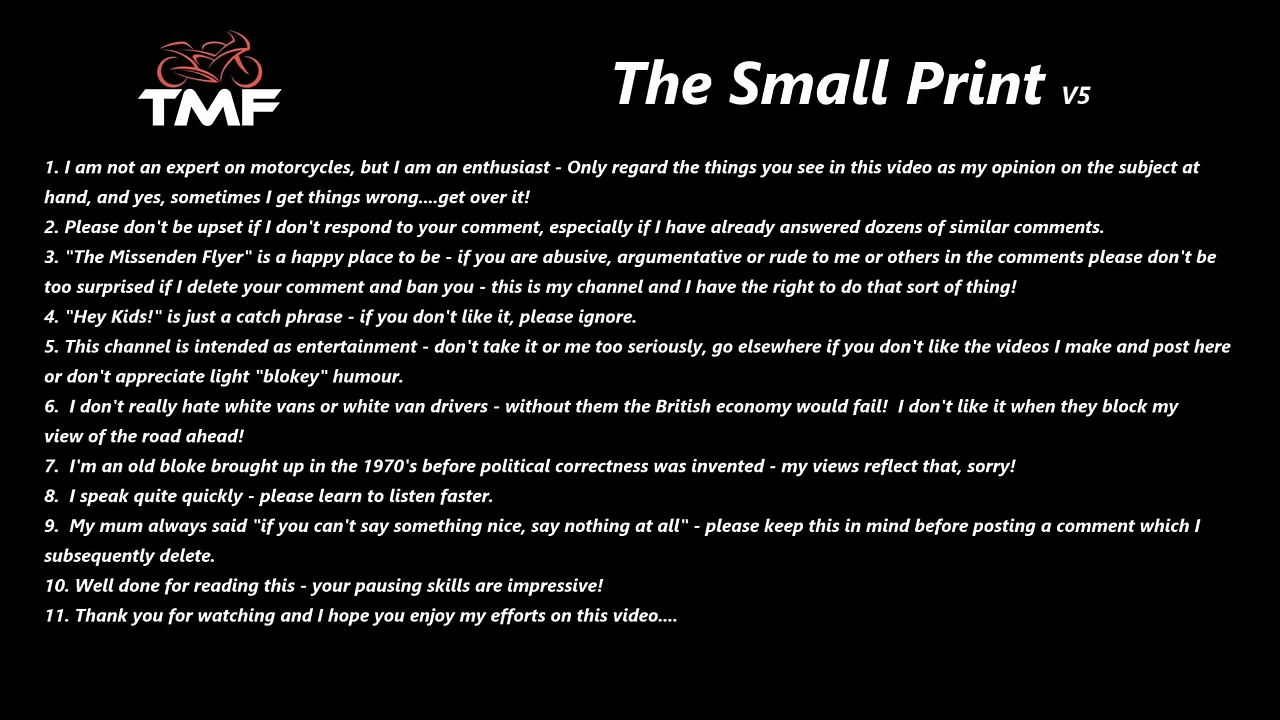 TMF
The Small Print V5
1. I am not an expert on motorcycles, but I am an enthusiast - Only regard the things you see in this video as my opinion on the subject at
hand, and yes, sometimes I get things wrong....get over it!
2. Please don't be upset if I don't respond to your comment, especially if I have already answered dozens of similar comments.
3. "The Missenden Flyer" is a happy place to be - if you are abusive, argumentative or rude to me or others in the comments please don't be
too surprised if I delete your comment and ban you - this is my channel and I have the right to do that sort of thing!
4. "Hey Kids!" is just a catch phrase - if you don't like it, please ignore.
5. This channel is intended as entertainment - don't take it or me too seriously, go elsewhere if you don't like the videos I make and post here
or don't appreciate light "blokey" humour.
6.  I don't really hate white vans or white van drivers - without them the British economy would fail!  I don't like it when they block my
view of the road ahead!
7.  I'm an old bloke brought up in the 1970's before political correctness was invented - my views reflect that, sorry!
8.  I speak quite quickly - please learn to listen faster.
9.  My mum always said "if you can't say something nice, say nothing at all" - please keep this in mind before posting a comment which I
subsequently delete.
10. Well done for reading this - your pausing skills are impressive!
11. Thank you for watching and I hope you enjoy my efforts on this video....